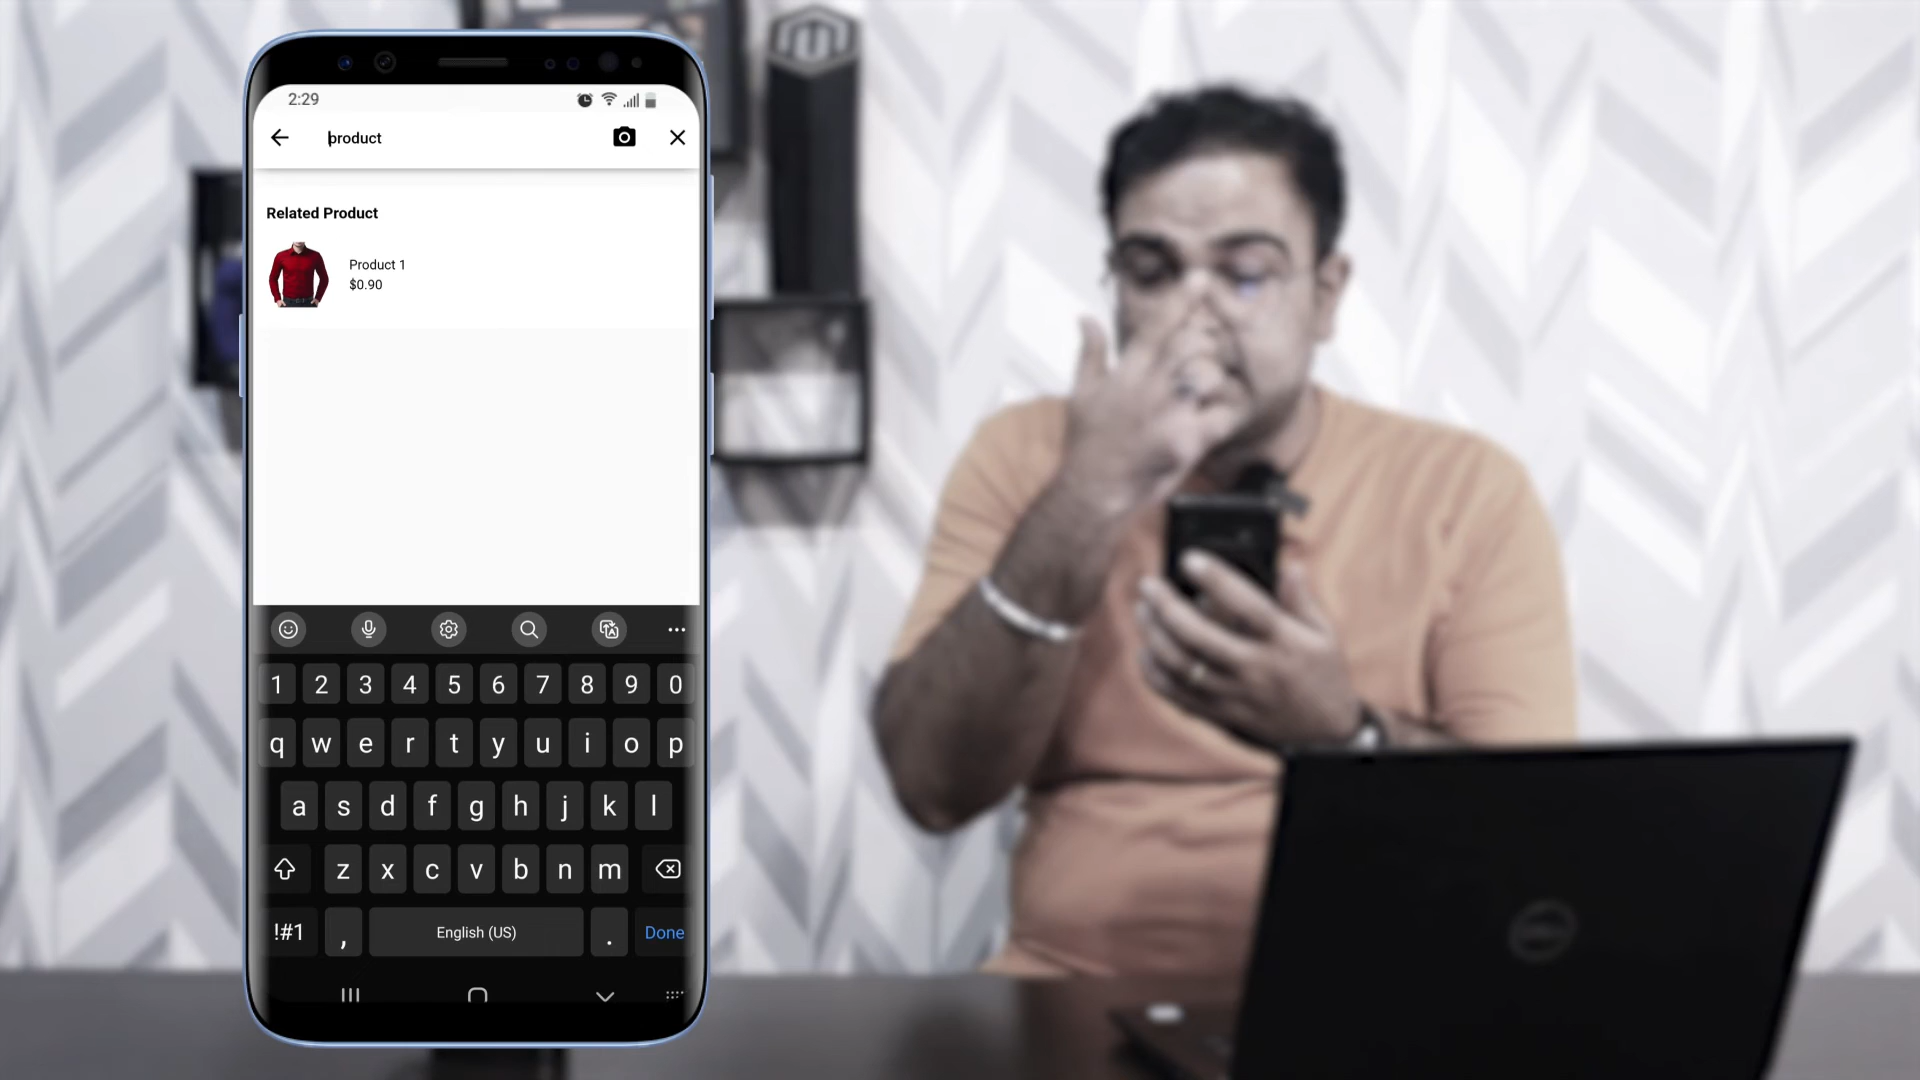 2:29
product
Related Product
Product 1
$0.90
1 2 3 4 5 6 7 8 9 0
q w e r t y u i o p
a s d f g h j k l
z x c v b n m
!#1 , English (US) . Done
DELL